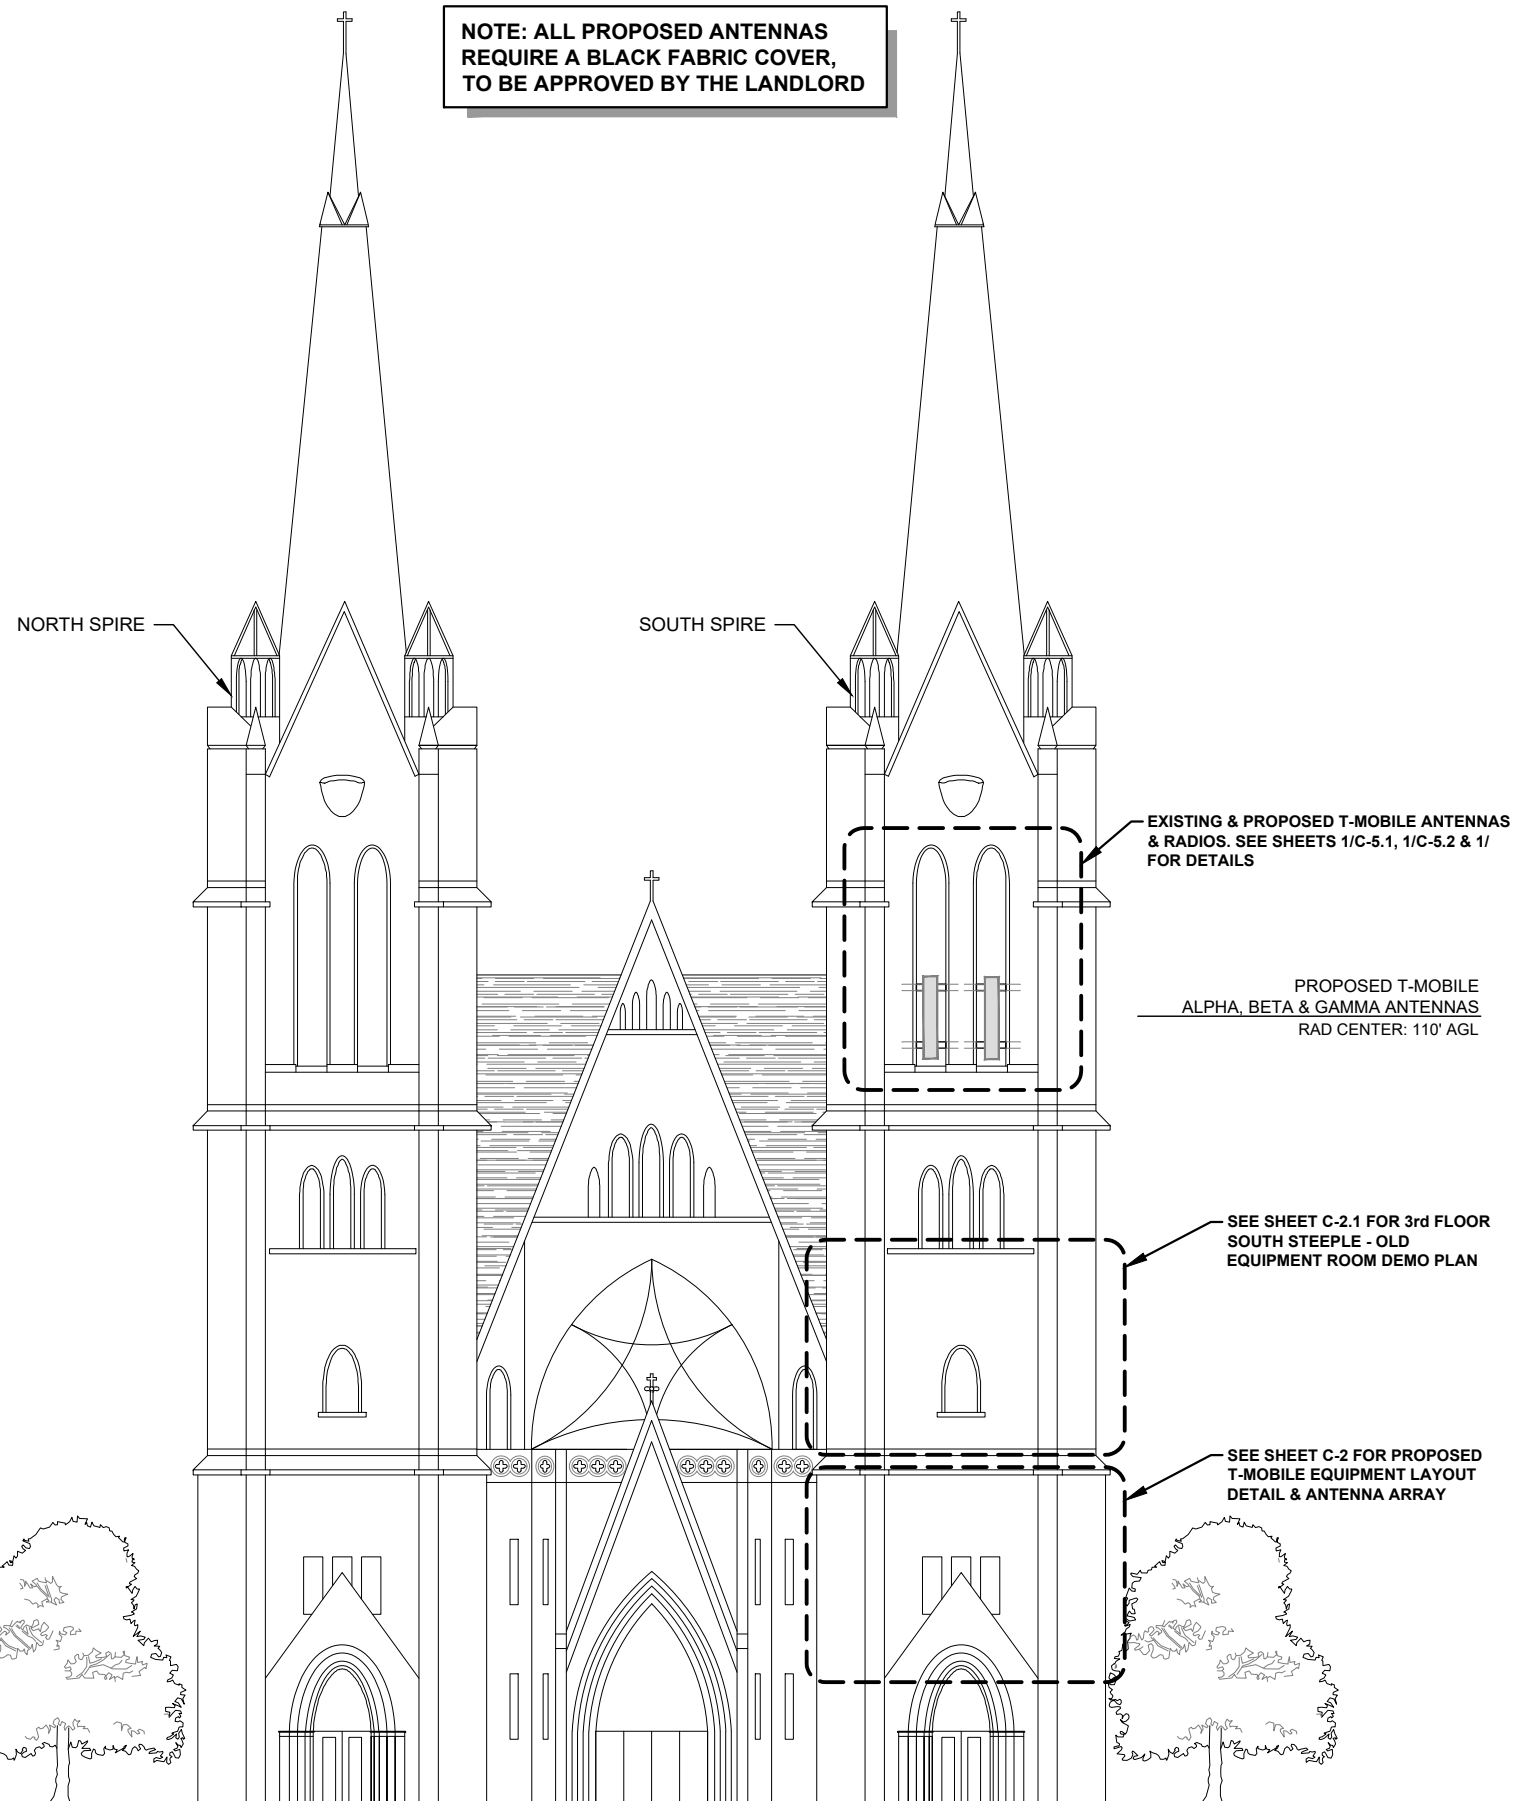 NOTE: ALL PROPOSED ANTENNAS
REQUIRE A BLACK FABRIC COVER,
TO BE APPROVED BY THE LANDLORD
NORTH SPIRE
SOUTH SPIRE
EXISTING & PROPOSED T-MOBILE ANTENNAS
& RADIOS. SEE SHEETS 1/C-5.1, 1/C-5.2 & 1/
FOR DETAILS
PROPOSED T-MOBILE
ALPHA, BETA & GAMMA ANTENNAS
RAD CENTER: 110' AGL
SEE SHEET C-2.1 FOR 3rd FLOOR
SOUTH STEEPLE - OLD
EQUIPMENT ROOM DEMO PLAN
SEE SHEET C-2 FOR PROPOSED
T-MOBILE EQUIPMENT LAYOUT
DETAIL & ANTENNA ARRAY